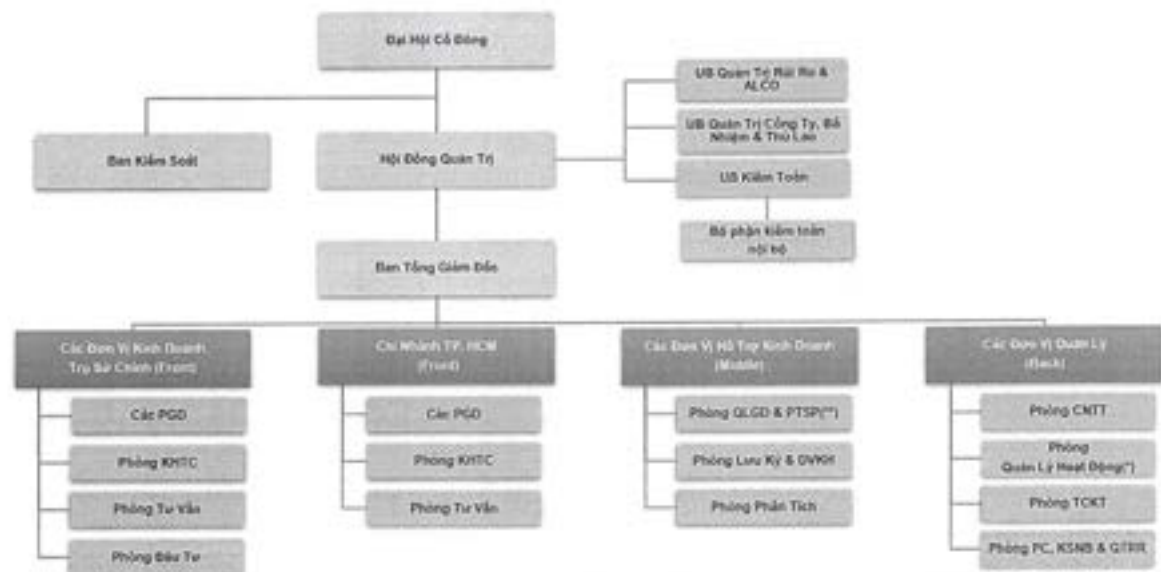 Đại Hội Cổ Đông
UB Quản Trị Rủi Ro &
ALCO
UB Quản Trị Công Ty, Bổ
Nhiệm & Thù Lao
Ban Kiểm Soát
Hội Đồng Quản Trị
UB Kiểm Toán
Bộ phận kiểm toán
nội bộ
Ban Tổng Giám Đốc
Các Đơn Vị Kinh Doanh
Trụ Sở Chính (Front)
Các PGD
Phòng KHTC
Phòng Tư Vấn
Phòng Đầu Tư
Chi Nhánh TP. HCM
(Front)
Các PGD
Phòng KHTC
Phòng Tư Vấn
Các Đơn Vị Hỗ Trợ Kinh Doanh
(Middle)
Phòng QLGD & PTSP(**)
Phòng Lưu Ký & DVKH
Phòng Phân Tích
Các Đơn Vị Quản Lý
(Back)
Phòng CNTT
Phòng
Quản Lý Hoạt Động(*)
Phòng TCKT
Phòng PC, KSNB & QTRR